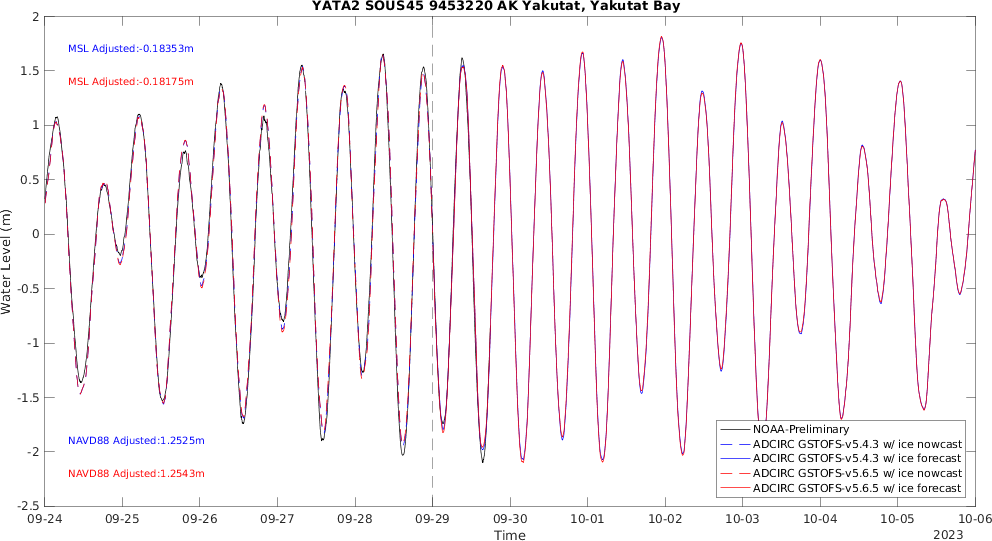 YATA2 SOUS45 9453220 AK Yakutat, Yakutat Bay
2
1.5
1
0.5
0
-0.5
-1
-1.5
-2
-2.5
Water Level (m)
MSL Adjusted:-0.18353m
MSL Adjusted:-0.18175m
NAVD88 Adjusted:1.2525m
NAVD88 Adjusted:1.2543m
NOAA-Preliminary
ADCIRC GSTOFS-v5.4.3 w/ ice nowcast
ADCIRC GSTOFS-v5.4.3 w/ ice forecast
ADCIRC GSTOFS-v5.6.5 w/ ice nowcast
ADCIRC GSTOFS-v5.6.5 w/ ice forecast
09-24 09-25 09-26 09-27 09-28 09-29 09-30 10-01 10-02 10-03 10-04 10-05 10-06
Time
2023